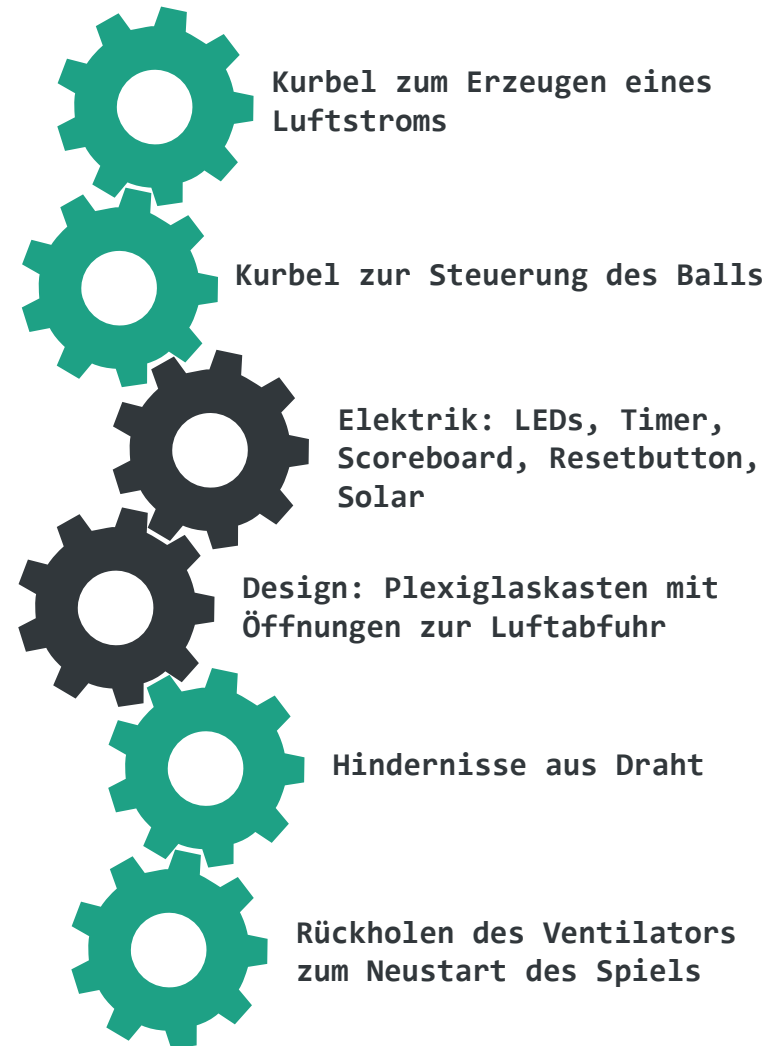 Kurbel zum Erzeugen eines
Luftstroms
Kurbel zur Steuerung des Balls
Elektrik: LEDs, Timer,
Scoreboard, Resetbutton,
Solar
Design: Plexiglaskasten mit
Öffnungen zur Luftabfuhr
Hindernisse aus Draht
Rückholen des Ventilators
zum Neustart des Spiels